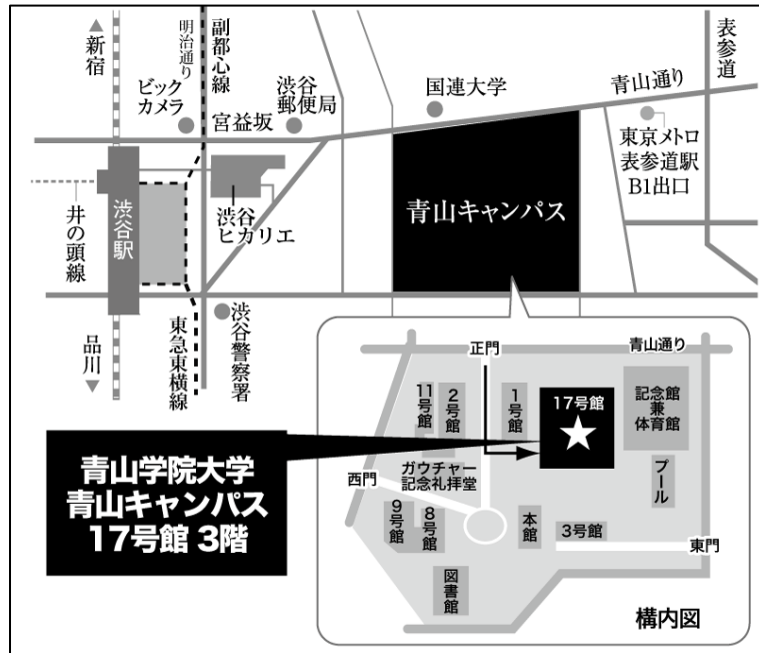 ▲
新宿
明治通り
副都心線
ビック
カメラ
宮益坂
渋谷
郵便局
国連大学
青山通り
表参道
東京メトロ
表参道駅
B1出口
青山キャンパス
渋谷
ヒカリエ
渋谷駅
井の頭線
品川
▼
東急東横線
渋谷警察署
青山学院大学
青山キャンパス
17号館 3階
正門
青山通り
11号館
2号館
1号館
17号館
記念館
兼
体育館
プール
ガウチャー
記念礼拝堂
西門
9号館
8号館
本館
3号館
東門
図書館
構内図